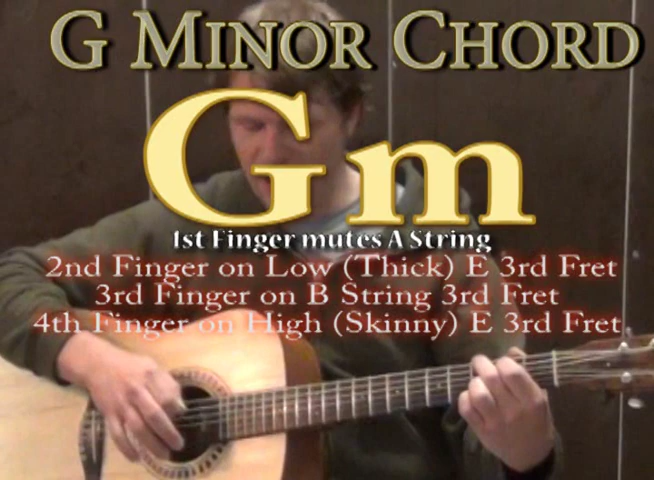 G Minor Chord
Gm
1st Finger mutes A String
2nd Finger on Low (Thick) E 3rd Fret
3rd Finger on B String 3rd Fret
4th Finger on High (Skinny) E 3rd Fret